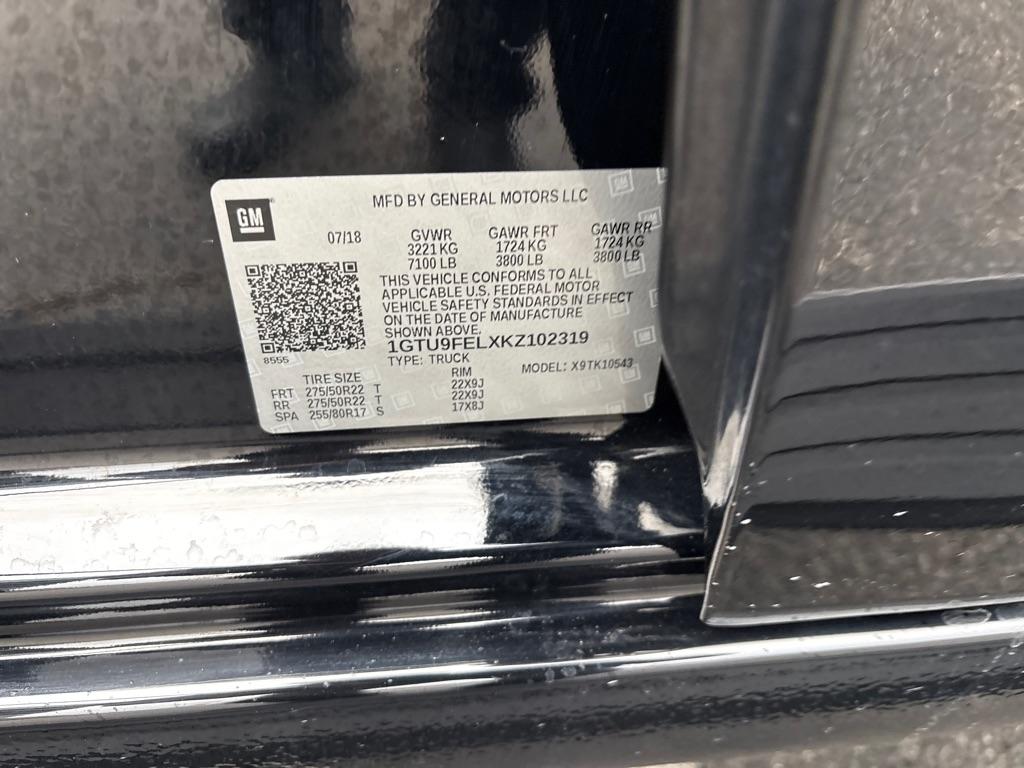 GM
MFD BY GENERAL MOTORS LLC
07/18 GVWR GAWR FRT GAWR RR
3221 KG 1724 KG 1724 KG
7100 LB 3800 LB 3800 LB
THIS VEHICLE CONFORMS TO ALL
APPLICABLE U.S. FEDERAL MOTOR
VEHICLE SAFETY STANDARDS IN EFFECT
ON THE DATE OF MANUFACTURE
SHOWN ABOVE.
8555
1GTU9FELXKZ102319
TYPE: TRUCK MODEL: X9TK10543
TIRE SIZE RIM
FRT 275/50R22 T 22X9J
RR 275/50R22 T 22X9J
SPA 255/80R17 S 17X8J